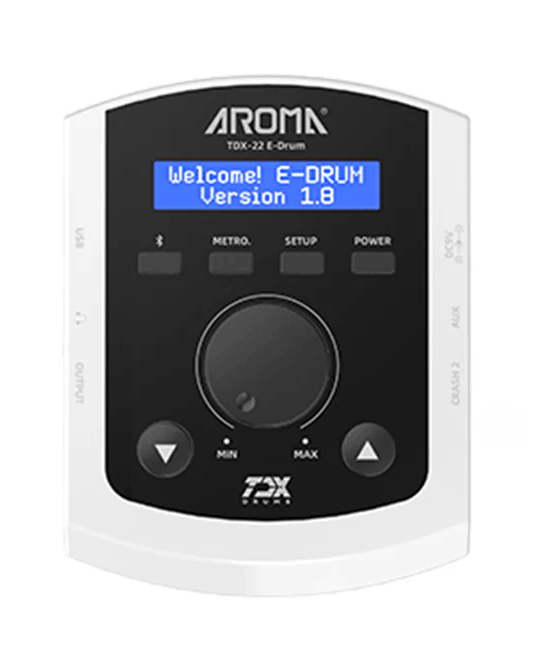 AROMA®
TDX-22 E-Drum
Welcome! E-DRUM
Version 1.8
METRO. SETUP POWER
USB
OUTPUT
DC9V
AUX
CRASH 2
MIN MAX
TDX
DRUMS